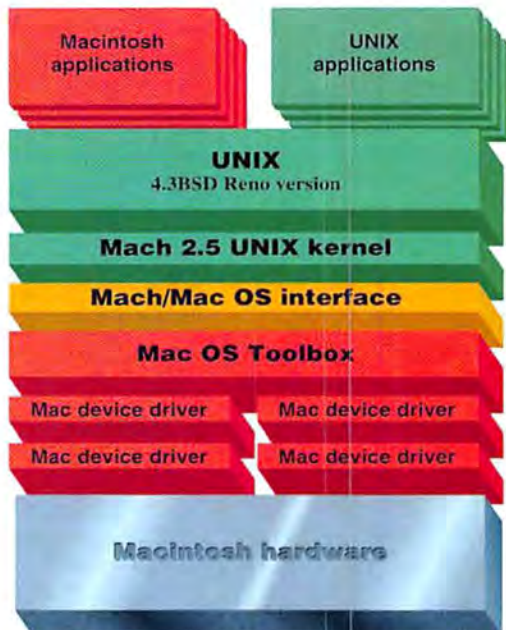 Macintosh
applications
UNIX
applications
UNIX
4.3BSD Reno version
Mach 2.5 UNIX kernel
Mach/Mac OS interface
Mac OS Toolbox
Mac device driver
Mac device driver
Mac device driver
Mac device driver
Macintosh hardware